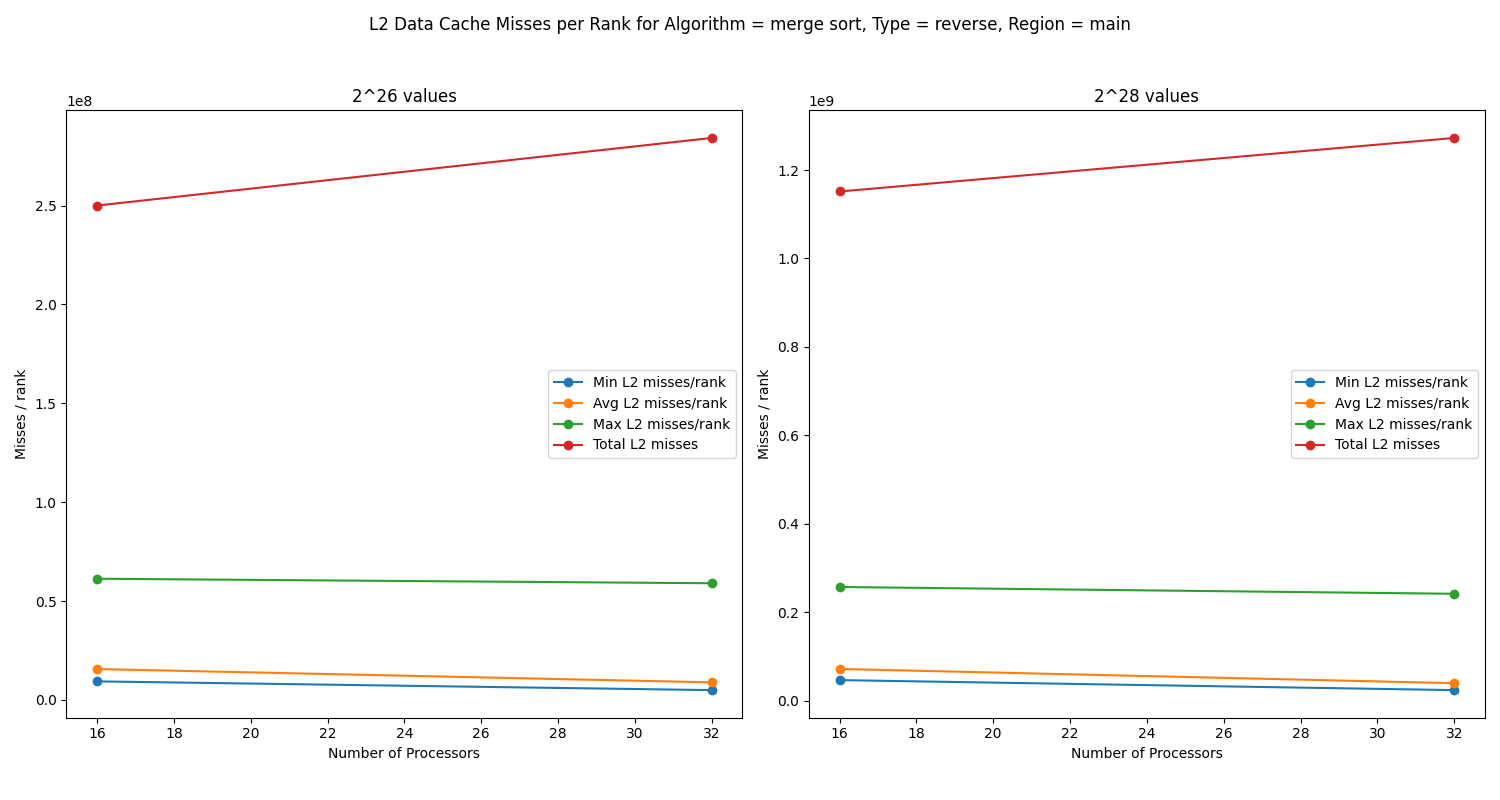 L2 Data Cache Misses per Rank for Algorithm = merge sort, Type = reverse, Region = main
2^26 values
1e8
Misses / rank
2.5
2.0
1.5
1.0
0.5
0.0
16 18 20 22 24 26 28 30 32
Number of Processors
Min L2 misses/rank
Avg L2 misses/rank
Max L2 misses/rank
Total L2 misses
2^28 values
1e9
Misses / rank
1.2
1.0
0.8
0.6
0.4
0.2
0.0
16 18 20 22 24 26 28 30 32
Number of Processors
Min L2 misses/rank
Avg L2 misses/rank
Max L2 misses/rank
Total L2 misses